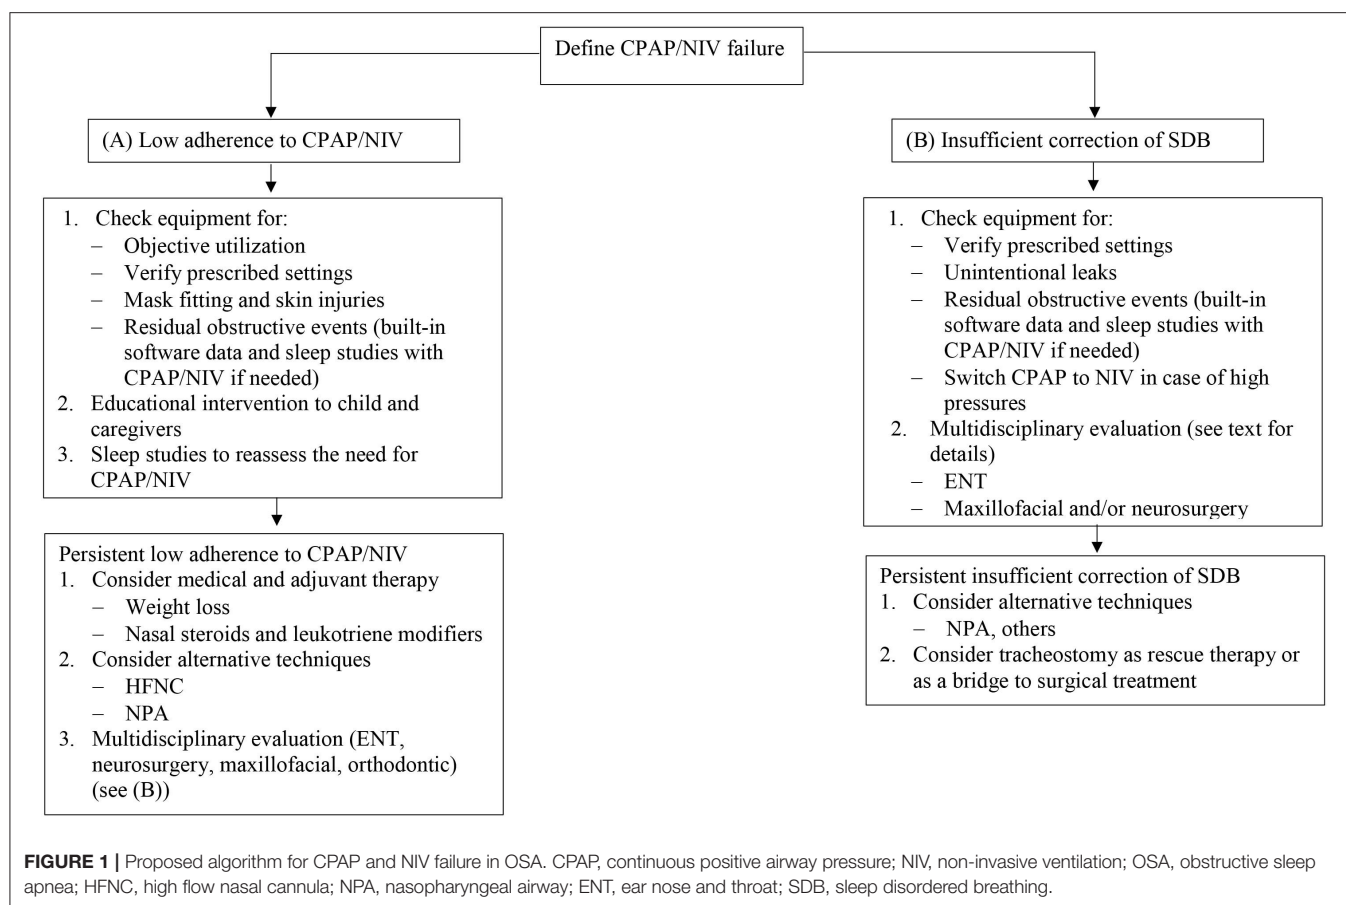 Define CPAP/NIV failure
(A) Low adherence to CPAP/NIV
1. Check equipment for:
– Objective utilization
– Verify prescribed settings
– Mask fitting and skin injuries
– Residual obstructive events (built-in
software data and sleep studies with
CPAP/NIV if needed)
2. Educational intervention to child and
caregivers
3. Sleep studies to reassess the need for
CPAP/NIV
Persistent low adherence to CPAP/NIV
1. Consider medical and adjuvant therapy
– Weight loss
– Nasal steroids and leukotriene modifiers
2. Consider alternative techniques
– HFNC
– NPA
3. Multidisciplinary evaluation (ENT,
neurosurgery, maxillofacial, orthodontic)
(see (B))
(B) Insufficient correction of SDB
1. Check equipment for:
– Verify prescribed settings
– Unintentional leaks
– Residual obstructive events (built-in
software data and sleep studies with
CPAP/NIV if needed)
– Switch CPAP to NIV in case of high
pressures
2. Multidisciplinary evaluation (see text for
details)
– ENT
– Maxillofacial and/or neurosurgery
Persistent insufficient correction of SDB
1. Consider alternative techniques
– NPA, others
2. Consider tracheostomy as rescue therapy or
as a bridge to surgical treatment
FIGURE 1 | Proposed algorithm for CPAP and NIV failure in OSA. CPAP, continuous positive airway pressure; NIV, non-invasive ventilation; OSA, obstructive sleep
apnea; HFNC, high flow nasal cannula; NPA, nasopharyngeal airway; ENT, ear nose and throat; SDB, sleep disordered breathing.